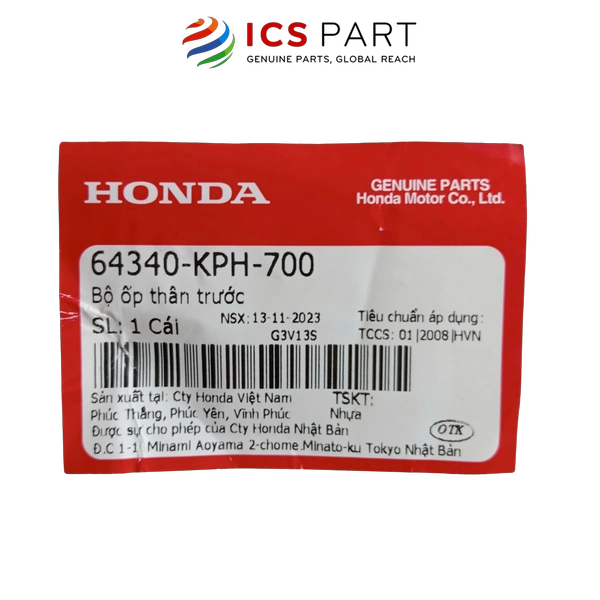 ICS PART
GENUINE PARTS, GLOBAL REACH
HONDA
GENUINE PARTS
Honda Motor Co., Ltd.
64340-KPH-700
Bộ ốp thân trước
SL: 1 Cái
NSX: 13-11-2023
G3V13S
Tiêu chuẩn áp dụng:
TCCS: 01|2008|HVN
Sản xuất tại: Cty Honda Việt Nam
TSKT:
Phúc Thắng, Phúc Yên, Vĩnh Phúc
Nhựa
Được sự cho phép của Cty Honda Nhật Bản
OTK
Đ.C 1-1, Minami Aoyama 2-chome, Minato-ku Tokyo Nhật Bản